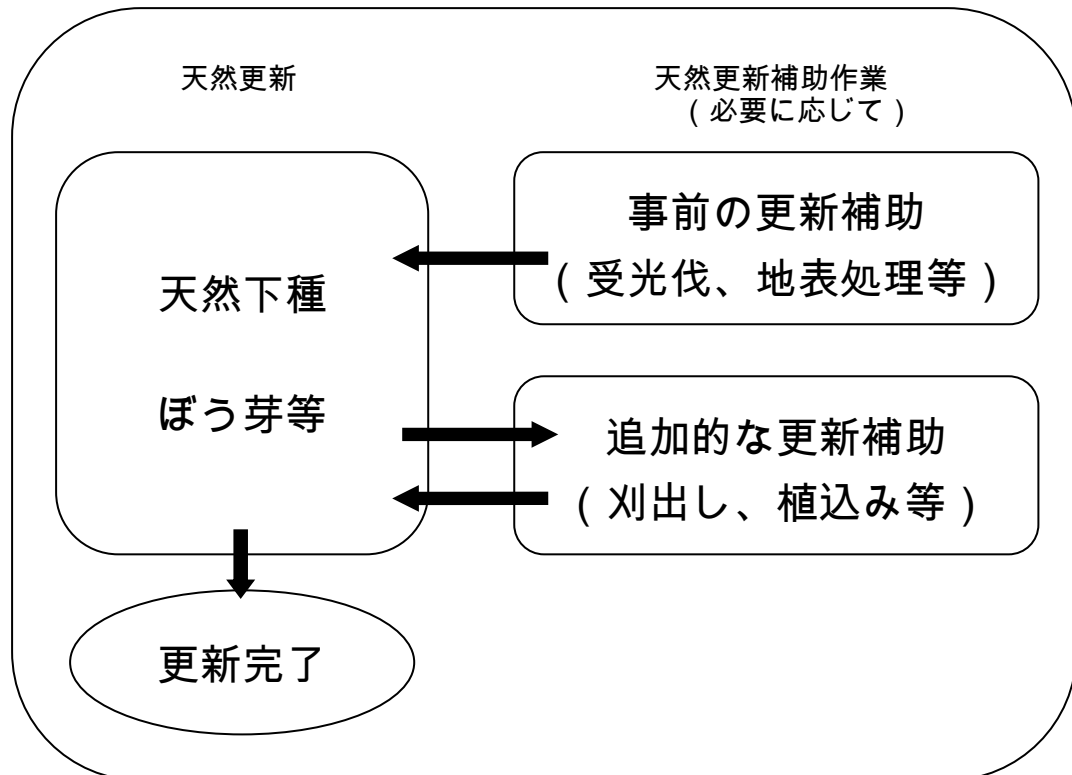 天然更新
天然更新補助作業
(必要に応じて)
天然下種
ぼう芽等
事前の更新補助
(受光伐、地表処理等)
追加的な更新補助
(刈出し、植込み等)
更新完了